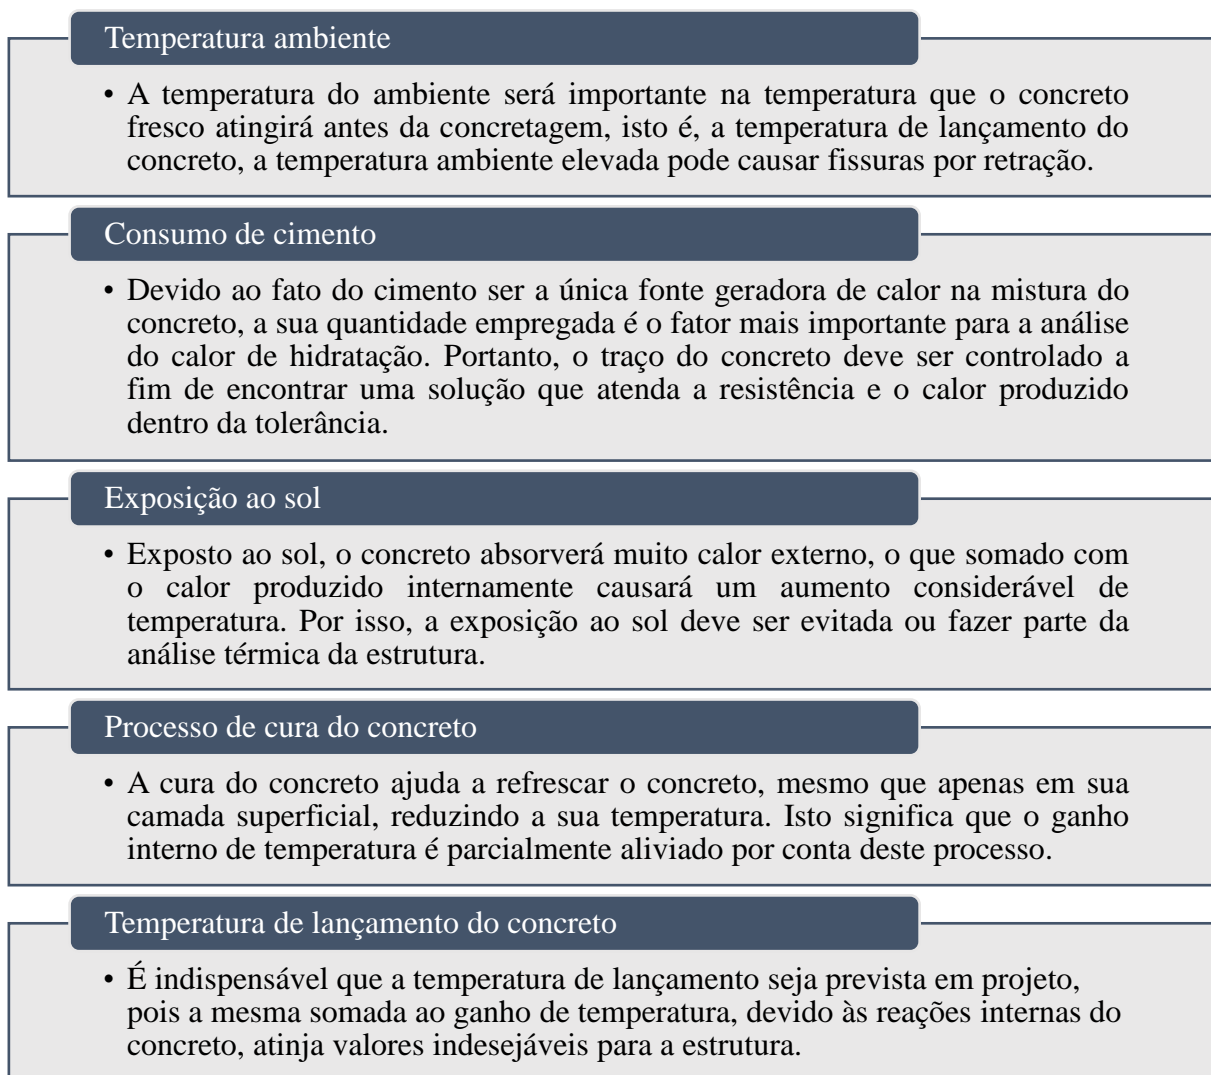 Temperatura ambiente
• A temperatura do ambiente será importante na temperatura que o concreto
fresco atingirá antes da concretagem, isto é, a temperatura de lançamento do
concreto, a temperatura ambiente elevada pode causar fissuras por retração.
Consumo de cimento
• Devido ao fato do cimento ser a única fonte geradora de calor na mistura do
concreto, a sua quantidade empregada é o fator mais importante para a análise
do calor de hidratação. Portanto, o traço do concreto deve ser controlado a
fim de encontrar uma solução que atenda a resistência e o calor produzido
dentro da tolerância.
Exposição ao sol
• Exposto ao sol, o concreto absorverá muito calor externo, o que somado com
o calor produzido internamente causará um aumento considerável de
temperatura. Por isso, a exposição ao sol deve ser evitada ou fazer parte da
análise térmica da estrutura.
Processo de cura do concreto
• A cura do concreto ajuda a refrescar o concreto, mesmo que apenas em sua
camada superficial, reduzindo a sua temperatura. Isto significa que o ganho
interno de temperatura é parcialmente aliviado por conta deste processo.
Temperatura de lançamento do concreto
• É indispensável que a temperatura de lançamento seja prevista em projeto,
pois a mesma somada ao ganho de temperatura, devido às reações internas do
concreto, atinja valores indesejáveis para a estrutura.